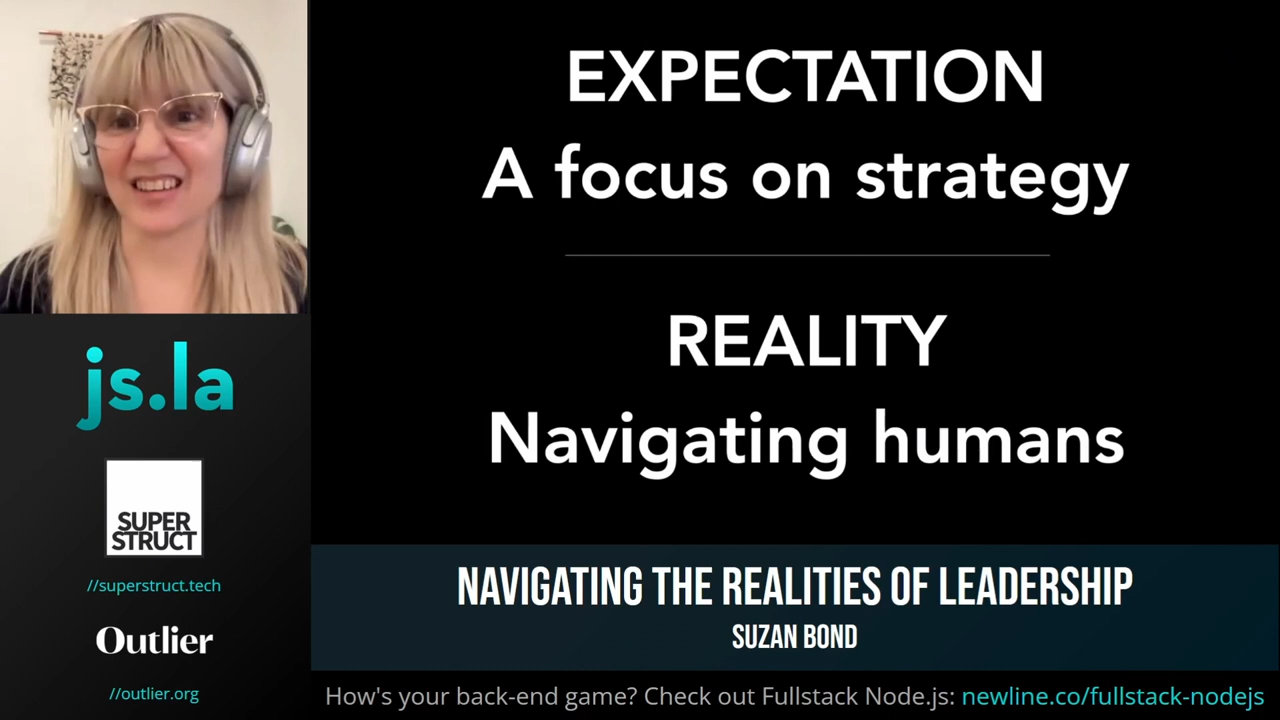 EXPECTATION
A focus on strategy
REALITY
Navigating humans
js.la
SUPER
STRUCT
//superstruct.tech
Outlier
//outlier.org
NAVIGATING THE REALITIES OF LEADERSHIP
SUZAN BOND
How's your back-end game? Check out Fullstack Node.js: newline.co/fullstack-nodejs